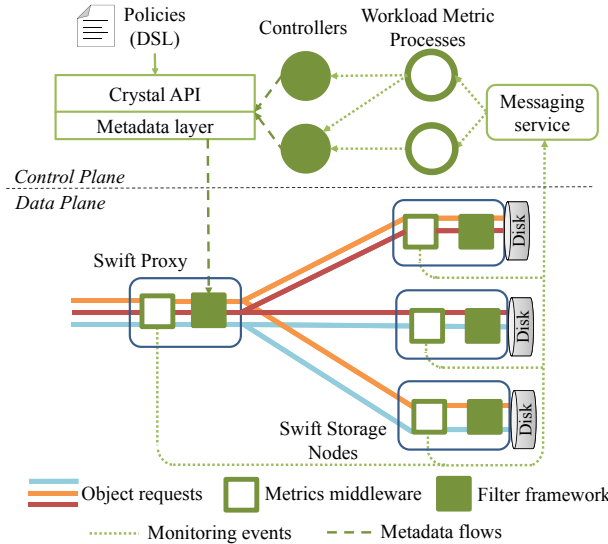 Policies
(DSL)
Controllers
Workload Metric
Processes
Crystal API
Metadata layer
Messaging
service
Control Plane
Data Plane
Swift Proxy
Disk
Disk
Disk
Swift Storage
Nodes
Object requests
Metrics middleware
Filter framework
Monitoring events
Metadata flows